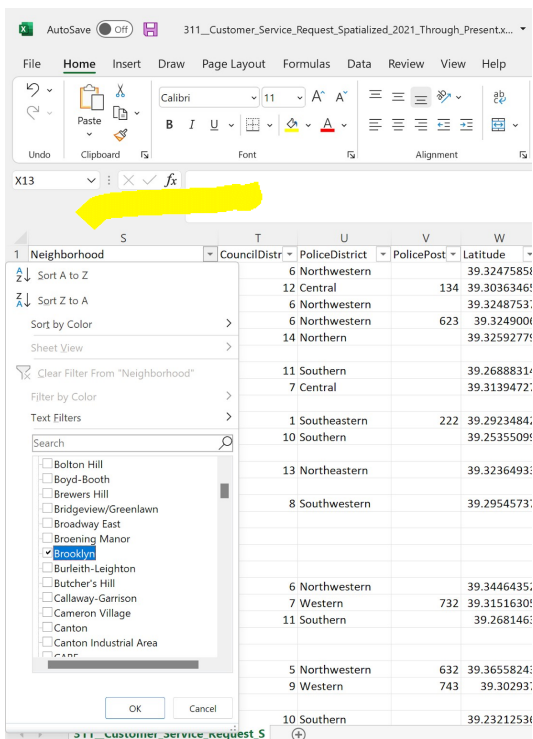 AutoSave Off 311__Customer_Service_Request_Spatialized_2021_Through_Present.x...
File Home Insert Draw Page Layout Formulas Data Review View Help
Calibri 11 A^ A˅ ab
Paste
B I U A
Undo Clipboard Font Alignment
X13 fx
S T U V W
1 Neighborhood CouncilDistr PoliceDistrict PolicePost Latitude
6 Northwestern 39.32475858
12 Central 134 39.30363465
6 Northwestern 39.32487537
6 Northwestern 623 39.3249006
14 Northern 39.32592779
11 Southern 39.26888314
7 Central 39.31394727
1 Southeastern 222 39.29234842
10 Southern 39.25355099
13 Northeastern 39.32364933
8 Southwestern 39.29545737
6 Northwestern 39.34464352
7 Western 732 39.31516305
11 Southern 39.2681463
5 Northwestern 632 39.36558243
9 Western 743 39.302937
10 Southern 39.23212536
Sort A to Z
Sort Z to A
Sort by Color
Sheet View
Clear Filter From "Neighborhood"
Filter by Color
Text Filters
Search
Bolton Hill
Boyd-Booth
Brewers Hill
Bridgeview/Greenlawn
Broadway East
Broening Manor
Brooklyn
Burleith-Leighton
Butcher's Hill
Callaway-Garrison
Cameron Village
Canton
Canton Industrial Area
CARE
OK Cancel
311__Customer_Service_Request_S